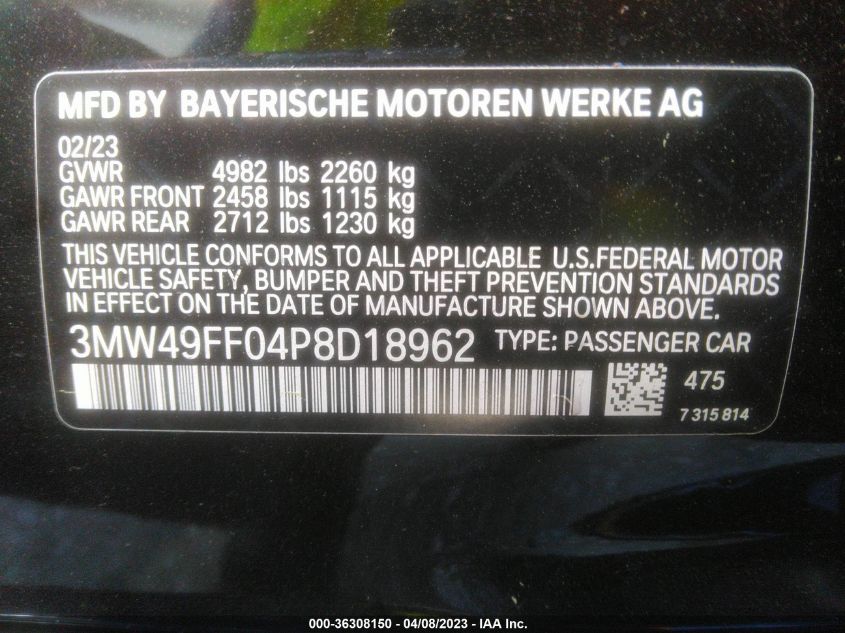 MFD BY BAYERISCHE MOTOREN WERKE AG
02/23
GVWR 4982 lbs 2260 kg
GAWR FRONT 2458 lbs 1115 kg
GAWR REAR 2712 lbs 1230 kg
THIS VEHICLE CONFORMS TO ALL APPLICABLE U.S.FEDERAL MOTOR
VEHICLE SAFETY, BUMPER AND THEFT PREVENTION STANDARDS
IN EFFECT ON THE DATE OF MANUFACTURE SHOWN ABOVE.
3MW49FF04P8D18962 TYPE: PASSENGER CAR
475
7 315 814
000-36308150 - 04/08/2023 - IAA Inc.